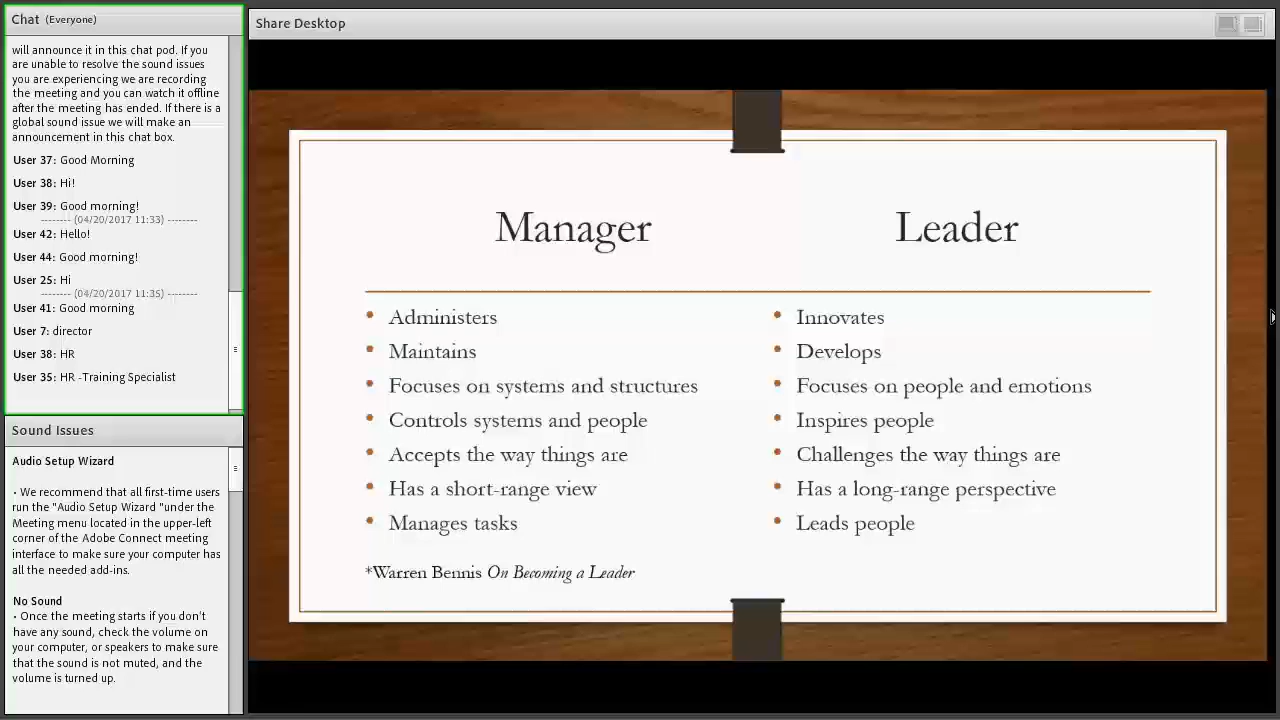 Chat (Everyone)
will announce it in this chat pod. If you
are unable to resolve the sound issues
you are experiencing we are recording
the meeting and you can watch it offline
after the meeting has ended. If there is a
global sound issue we will make an
announcement in this chat box.
User 37: Good Morning
User 38: Hi!
User 39: Good morning!
-------- (04/20/2017 11:33) --------
User 42: Hello!
User 44: Good morning!
User 25: Hi
-------- (04/20/2017 11:35) --------
User 41: Good morning
User 7: director
User 38: HR
User 35: HR -Training Specialist
Sound Issues
Audio Setup Wizard
• We recommend that all first-time users
run the "Audio Setup Wizard "under the
Meeting menu located in the upper-left
corner of the Adobe Connect meeting
interface to make sure your computer has
all the needed add-ins.
No Sound
• Once the meeting starts if you don't
have any sound, check the volume on
your computer, or speakers to make sure
that the sound is not muted, and the
volume is turned up.
Share Desktop
Manager
• Administers
• Maintains
• Focuses on systems and structures
• Controls systems and people
• Accepts the way things are
• Has a short-range view
• Manages tasks
*Warren Bennis On Becoming a Leader
Leader
• Innovates
• Develops
• Focuses on people and emotions
• Inspires people
• Challenges the way things are
• Has a long-range perspective
• Leads people